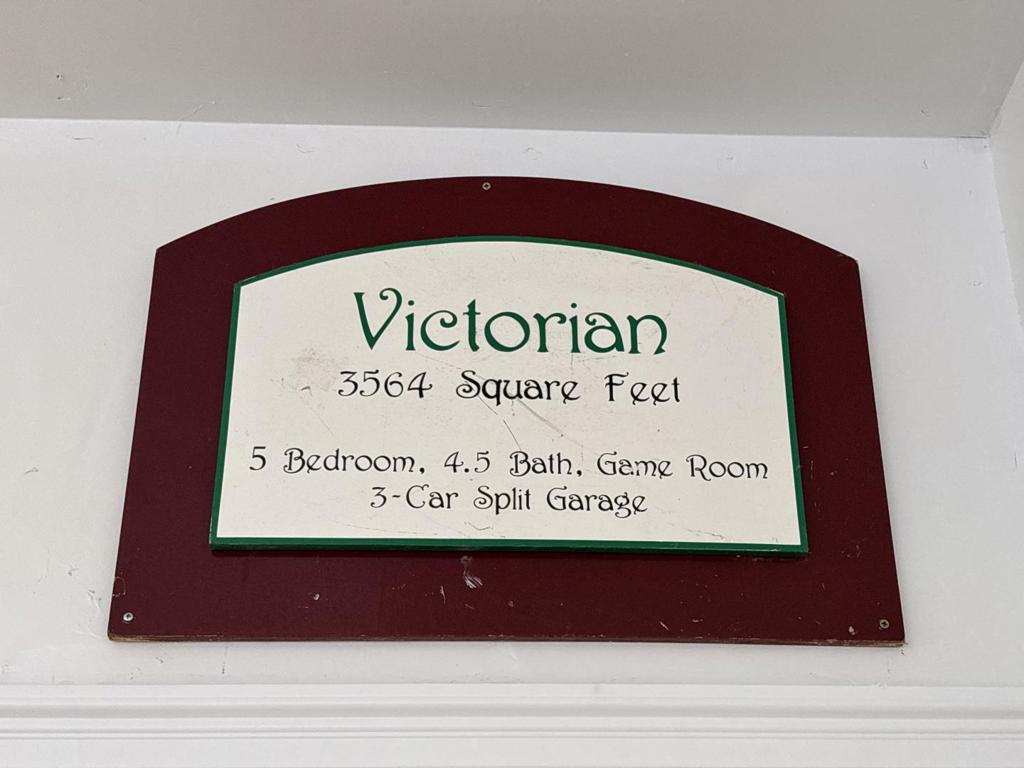 Victorian
3564 Square Feet
5 Bedroom, 4.5 Bath, Game Room
3-Car Split Garage